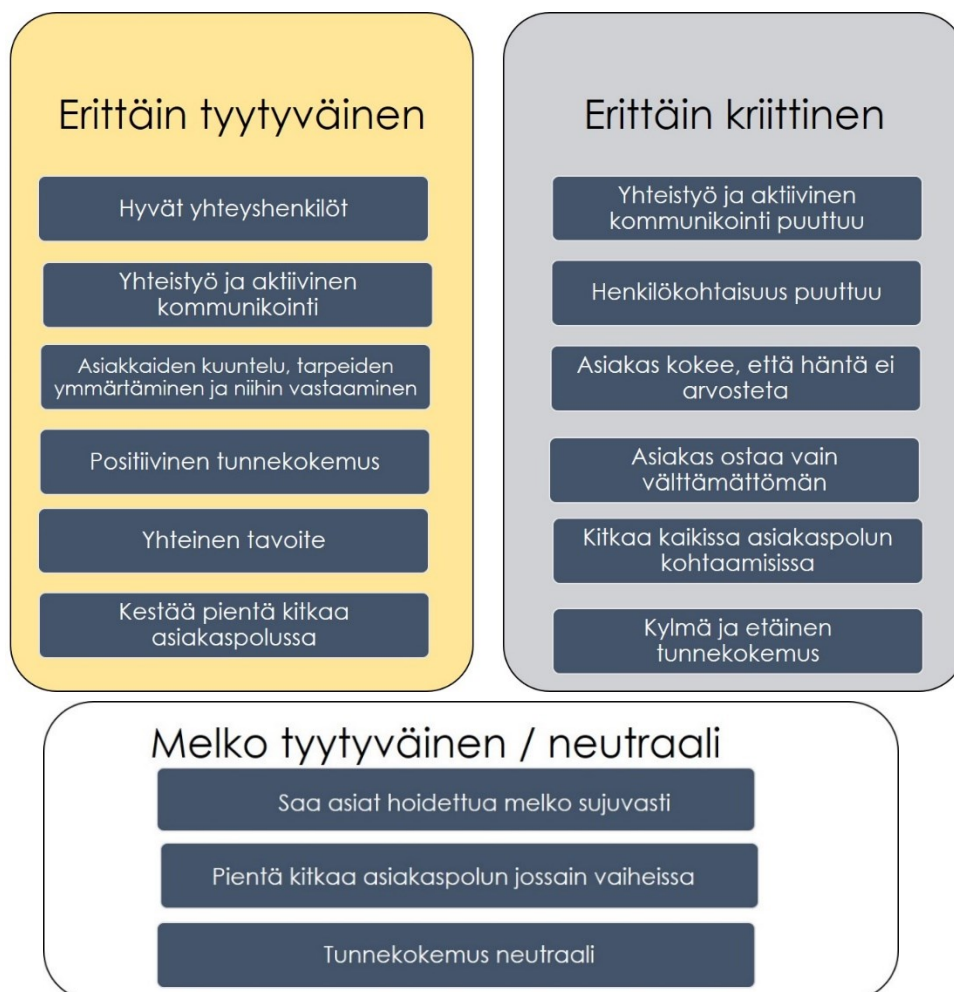 Erittäin tyytyväinen
Hyvät yhteyshenkilöt
Yhteistyö ja aktiivinen
kommunikointi
Asiakkaiden kuuntelu, tarpeiden
ymmärtäminen ja niihin vastaaminen
Positiivinen tunnekokemus
Yhteinen tavoite
Kestää pientä kitkaa
asiakaspolussa
Erittäin kriittinen
Yhteistyö ja aktiivinen
kommunikointi puuttuu
Henkilökohtaisuus puuttuu
Asiakas kokee, että häntä ei
arvosteta
Asiakas ostaa vain
välttämättömän
Kitkaa kaikissa asiakaspolun
kohtaamisissa
Kylmä ja etäinen
tunnekokemus
Melko tyytyväinen / neutraali
Saa asiat hoidettua melko sujuvasti
Pientä kitkaa asiakaspolun jossain vaiheissa
Tunnekokemus neutraali